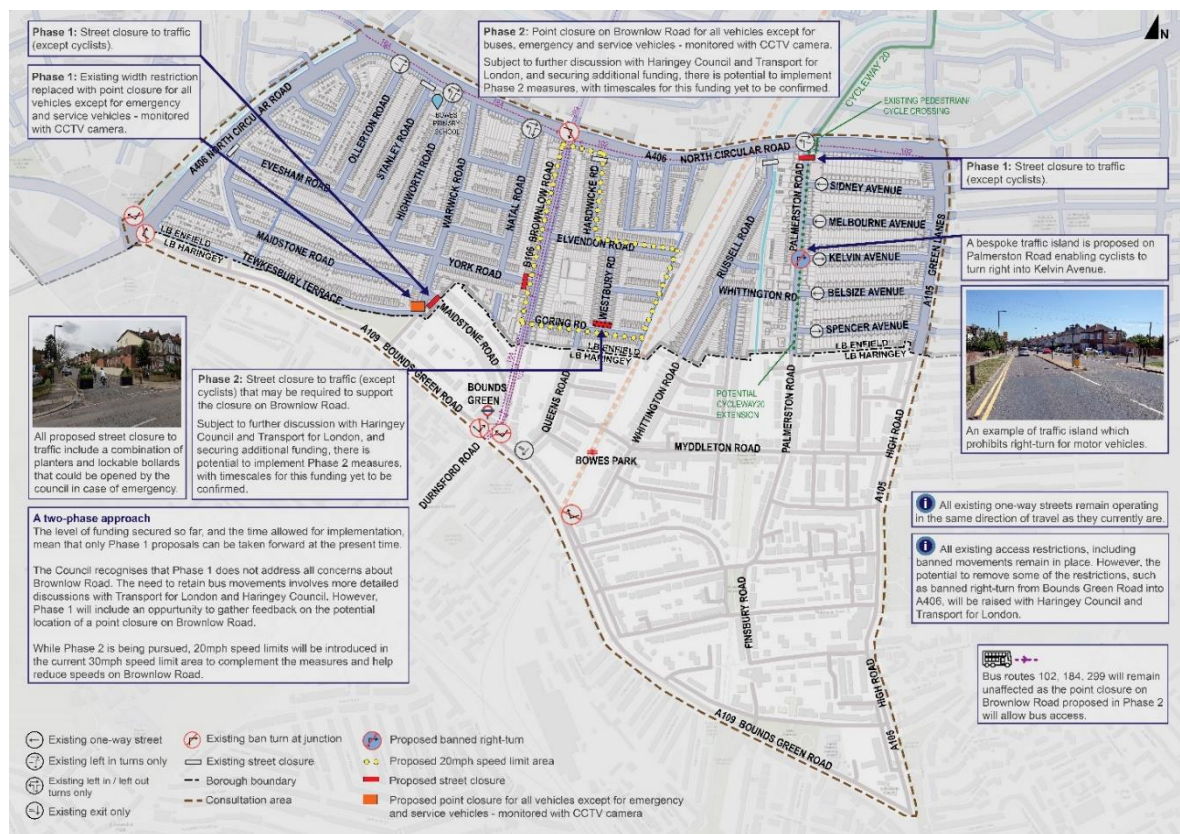 Phase 1: Street closure to traffic
(except cyclists).
Phase 1: Existing width restriction
replaced with point closure for all
vehicles except for emergency
and service vehicles - monitored
with CCTV camera.
Phase 2: Point closure on Brownlow Road for all vehicles except for
buses, emergency and service vehicles - monitored with CCTV camera.
Subject to further discussion with Haringey Council and Transport for
London, and securing additional funding, there is potential to implement
Phase 2 measures, with timescales for this funding yet to be confirmed.
N
CYCLEWAY 20
EXISTING PEDESTRIAN/
CYCLE CROSSING
A406 NORTH CIRCULAR ROAD
OLLERTON ROAD
STANLEY ROAD
BOWES
PRIMARY
SCHOOL
HIGHWORTH ROAD
WARWICK ROAD
NATAL ROAD
EVESHAM ROAD
B106 BROWNLOW ROAD
HARDWICKE RD
A406 NORTH CIRCULAR ROAD
102
102
PALMERSTON ROAD
SIDNEY AVENUE
MELBOURNE AVENUE
KELVIN AVENUE
BELSIZE AVENUE
SPENCER AVENUE
A105 GREEN LANES
Phase 1: Street closure to traffic
(except cyclists).
A bespoke traffic island is proposed on
Palmerston Road enabling cyclists to
turn right into Kelvin Avenue.
LB ENFIELD
LB HARINGEY
MAIDSTONE ROAD
TEWKESBURY TERRACE
YORK ROAD
ELVENDON ROAD
WESTBURY RD
GORING RD
RUSSELL ROAD
WHITTINGTON RD
LB ENFIELD
LB HARINGEY
LB ENFIELD
LB HARINGEY
MAIDSTONE ROAD
A109 BOUNDS GREEN ROAD
BOUNDS
GREEN
QUEENS ROAD
WHITTINGTON ROAD
POTENTIAL
CYCLEWAY20
EXTENSION
PALMERSTON ROAD
MYDDLETON ROAD
BOWES PARK
DURNSFORD ROAD
HIGH ROAD
A105
FINSBURY ROAD
A109 BOUNDS GREEN ROAD
HIGH ROAD
A105
All proposed street closure to
traffic include a combination of
planters and lockable bollards
that could be opened by the
council in case of emergency.
Phase 2: Street closure to traffic (except
cyclists) that may be required to support
the closure on Brownlow Road.
Subject to further discussion with Haringey
Council and Transport for London, and
securing additional funding, there is
potential to implement Phase 2 measures,
with timescales for this funding yet to be
confirmed.
An example of traffic island which
prohibits right-turn for motor vehicles.
A two-phase approach
The level of funding secured so far, and the time allowed for implementation,
mean that only Phase 1 proposals can be taken forward at the present time.
The Council recognises that Phase 1 does not address all concerns about
Brownlow Road. The need to retain bus movements involves more detailed
discussions with Transport for London and Haringey Council. However,
Phase 1 will include an opportunity to gather feedback on the potential
location of a point closure on Brownlow Road.
While Phase 2 is being pursued, 20mph speed limits will be introduced in
the current 30mph speed limit area to complement the measures and help
reduce speeds on Brownlow Road.
All existing one-way streets remain operating
in the same direction of travel as they currently are.
All existing access restrictions, including
banned movements remain in place. However, the
potential to remove some of the restrictions, such
as banned right-turn from Bounds Green Road into
A406, will be raised with Haringey Council and
Transport for London.
Bus routes 102, 184, 299 will remain
unaffected as the point closure on
Brownlow Road proposed in Phase 2
will allow bus access.
Existing one-way street
Existing left in turns only
Existing left in / left out
turns only
Existing exit only
Existing ban turn at junction
Existing street closure
Borough boundary
Consultation area
Proposed banned right-turn
Proposed 20mph speed limit area
Proposed street closure
Proposed point closure for all vehicles except for emergency
and service vehicles - monitored with CCTV camera